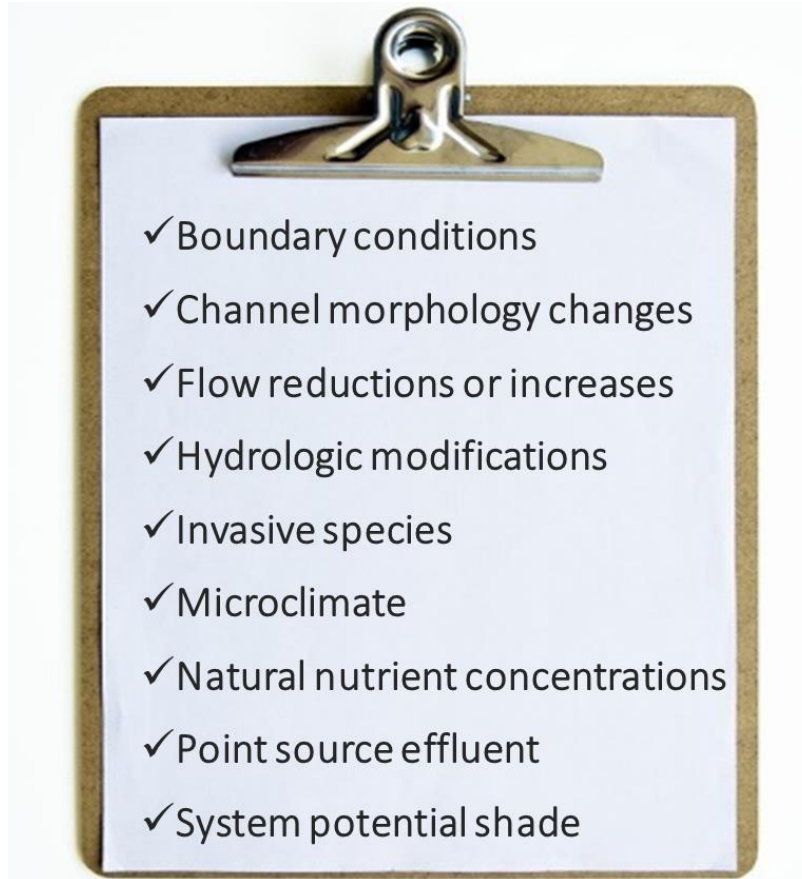 ✓Boundary conditions
✓Channel morphology changes
✓Flow reductions or increases
✓Hydrologic modifications
✓Invasive species
✓Microclimate
✓Natural nutrient concentrations
✓Point source effluent
✓System potential shade